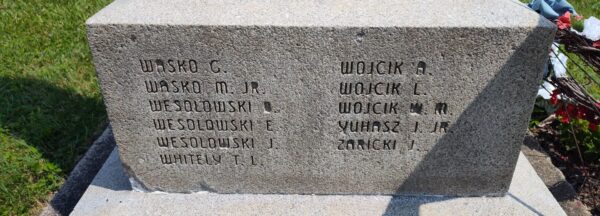 WASKO G.
WASKO M. JR.
WESOLOWSKI
WESOLOWSKI E.
WESOLOWSKI J.
WHITELY T. L.
WOJCIK A.
WOJCIK L.
WOJCIK W. M.
YUHASZ J. JR.
ZARICKI J.